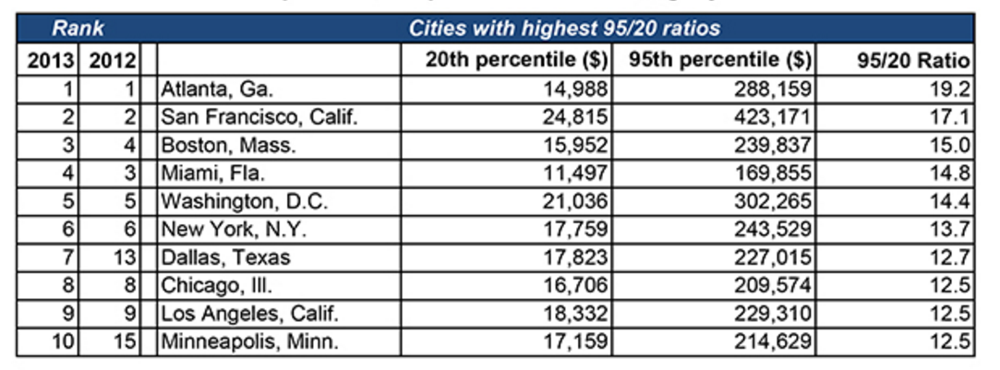 Rank Cities with highest 95/20 ratios
2013 2012 20th percentile ($) 95th percentile ($) 95/20 Ratio
1 1 Atlanta, Ga. 14,988 288,159 19.2
2 2 San Francisco, Calif. 24,815 423,171 17.1
3 4 Boston, Mass. 15,952 239,837 15.0
4 3 Miami, Fla. 11,497 169,855 14.8
5 5 Washington, D.C. 21,036 302,265 14.4
6 6 New York, N.Y. 17,759 243,529 13.7
7 13 Dallas, Texas 17,823 227,015 12.7
8 8 Chicago, Ill. 16,706 209,574 12.5
9 9 Los Angeles, Calif. 18,332 229,310 12.5
10 15 Minneapolis, Minn. 17,159 214,629 12.5